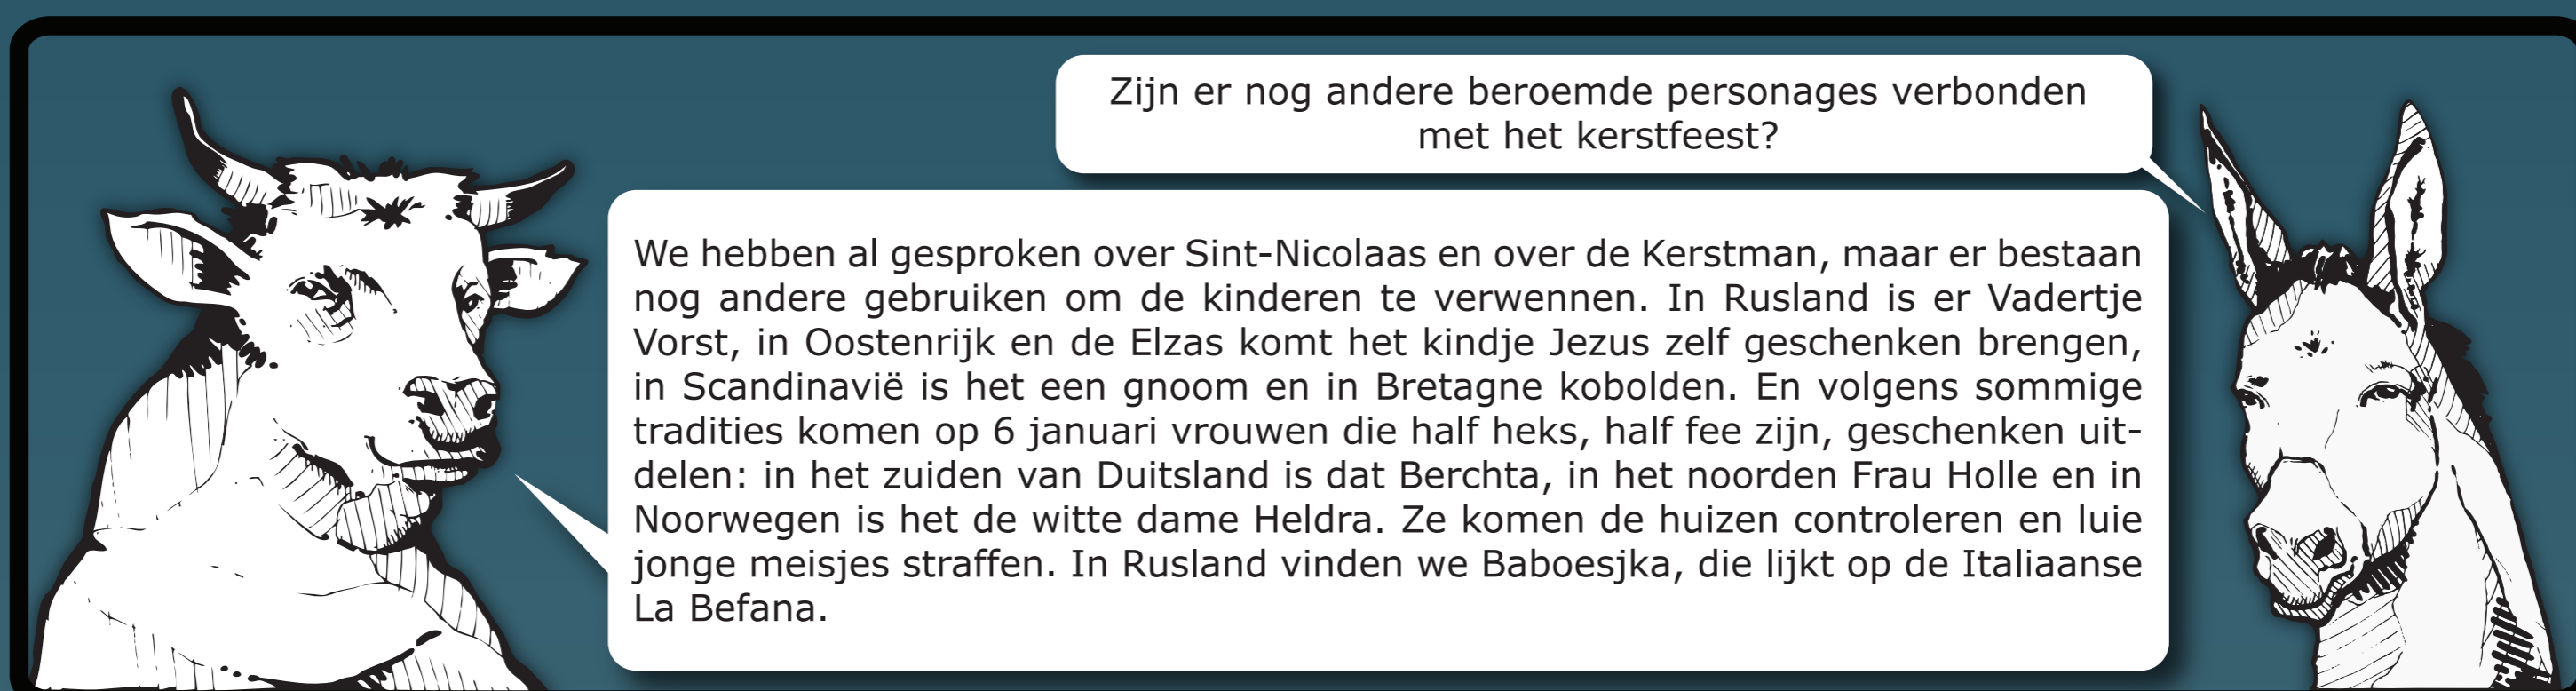 Zijn er nog andere beroemde personages verbonden
met het kerstfeest?
We hebben al gesproken over Sint-Nicolaas en over de Kerstman, maar er bestaan
nog andere gebruiken om de kinderen te verwennen. In Rusland is er Vadertje
Vorst, in Oostenrijk en de Elzas komt het kindje Jezus zelf geschenken brengen,
in Scandinavië is het een gnoom en in Bretagne kobolden. En volgens sommige
tradities komen op 6 januari vrouwen die half heks, half fee zijn, geschenken uit-
delen: in het zuiden van Duitsland is dat Berchta, in het noorden Frau Holle en in
Noorwegen is het de witte dame Heldra. Ze komen de huizen controleren en luie
jonge meisjes straffen. In Rusland vinden we Baboesjka, die lijkt op de Italiaanse
La Befana.